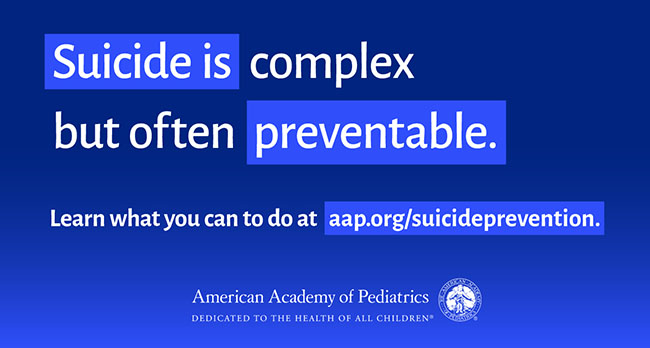 Suicide is complex
but often preventable.
Learn what you can to do at aap.org/suicideprevention.
American Academy of Pediatrics
DEDICATED TO THE HEALTH OF ALL CHILDREN®